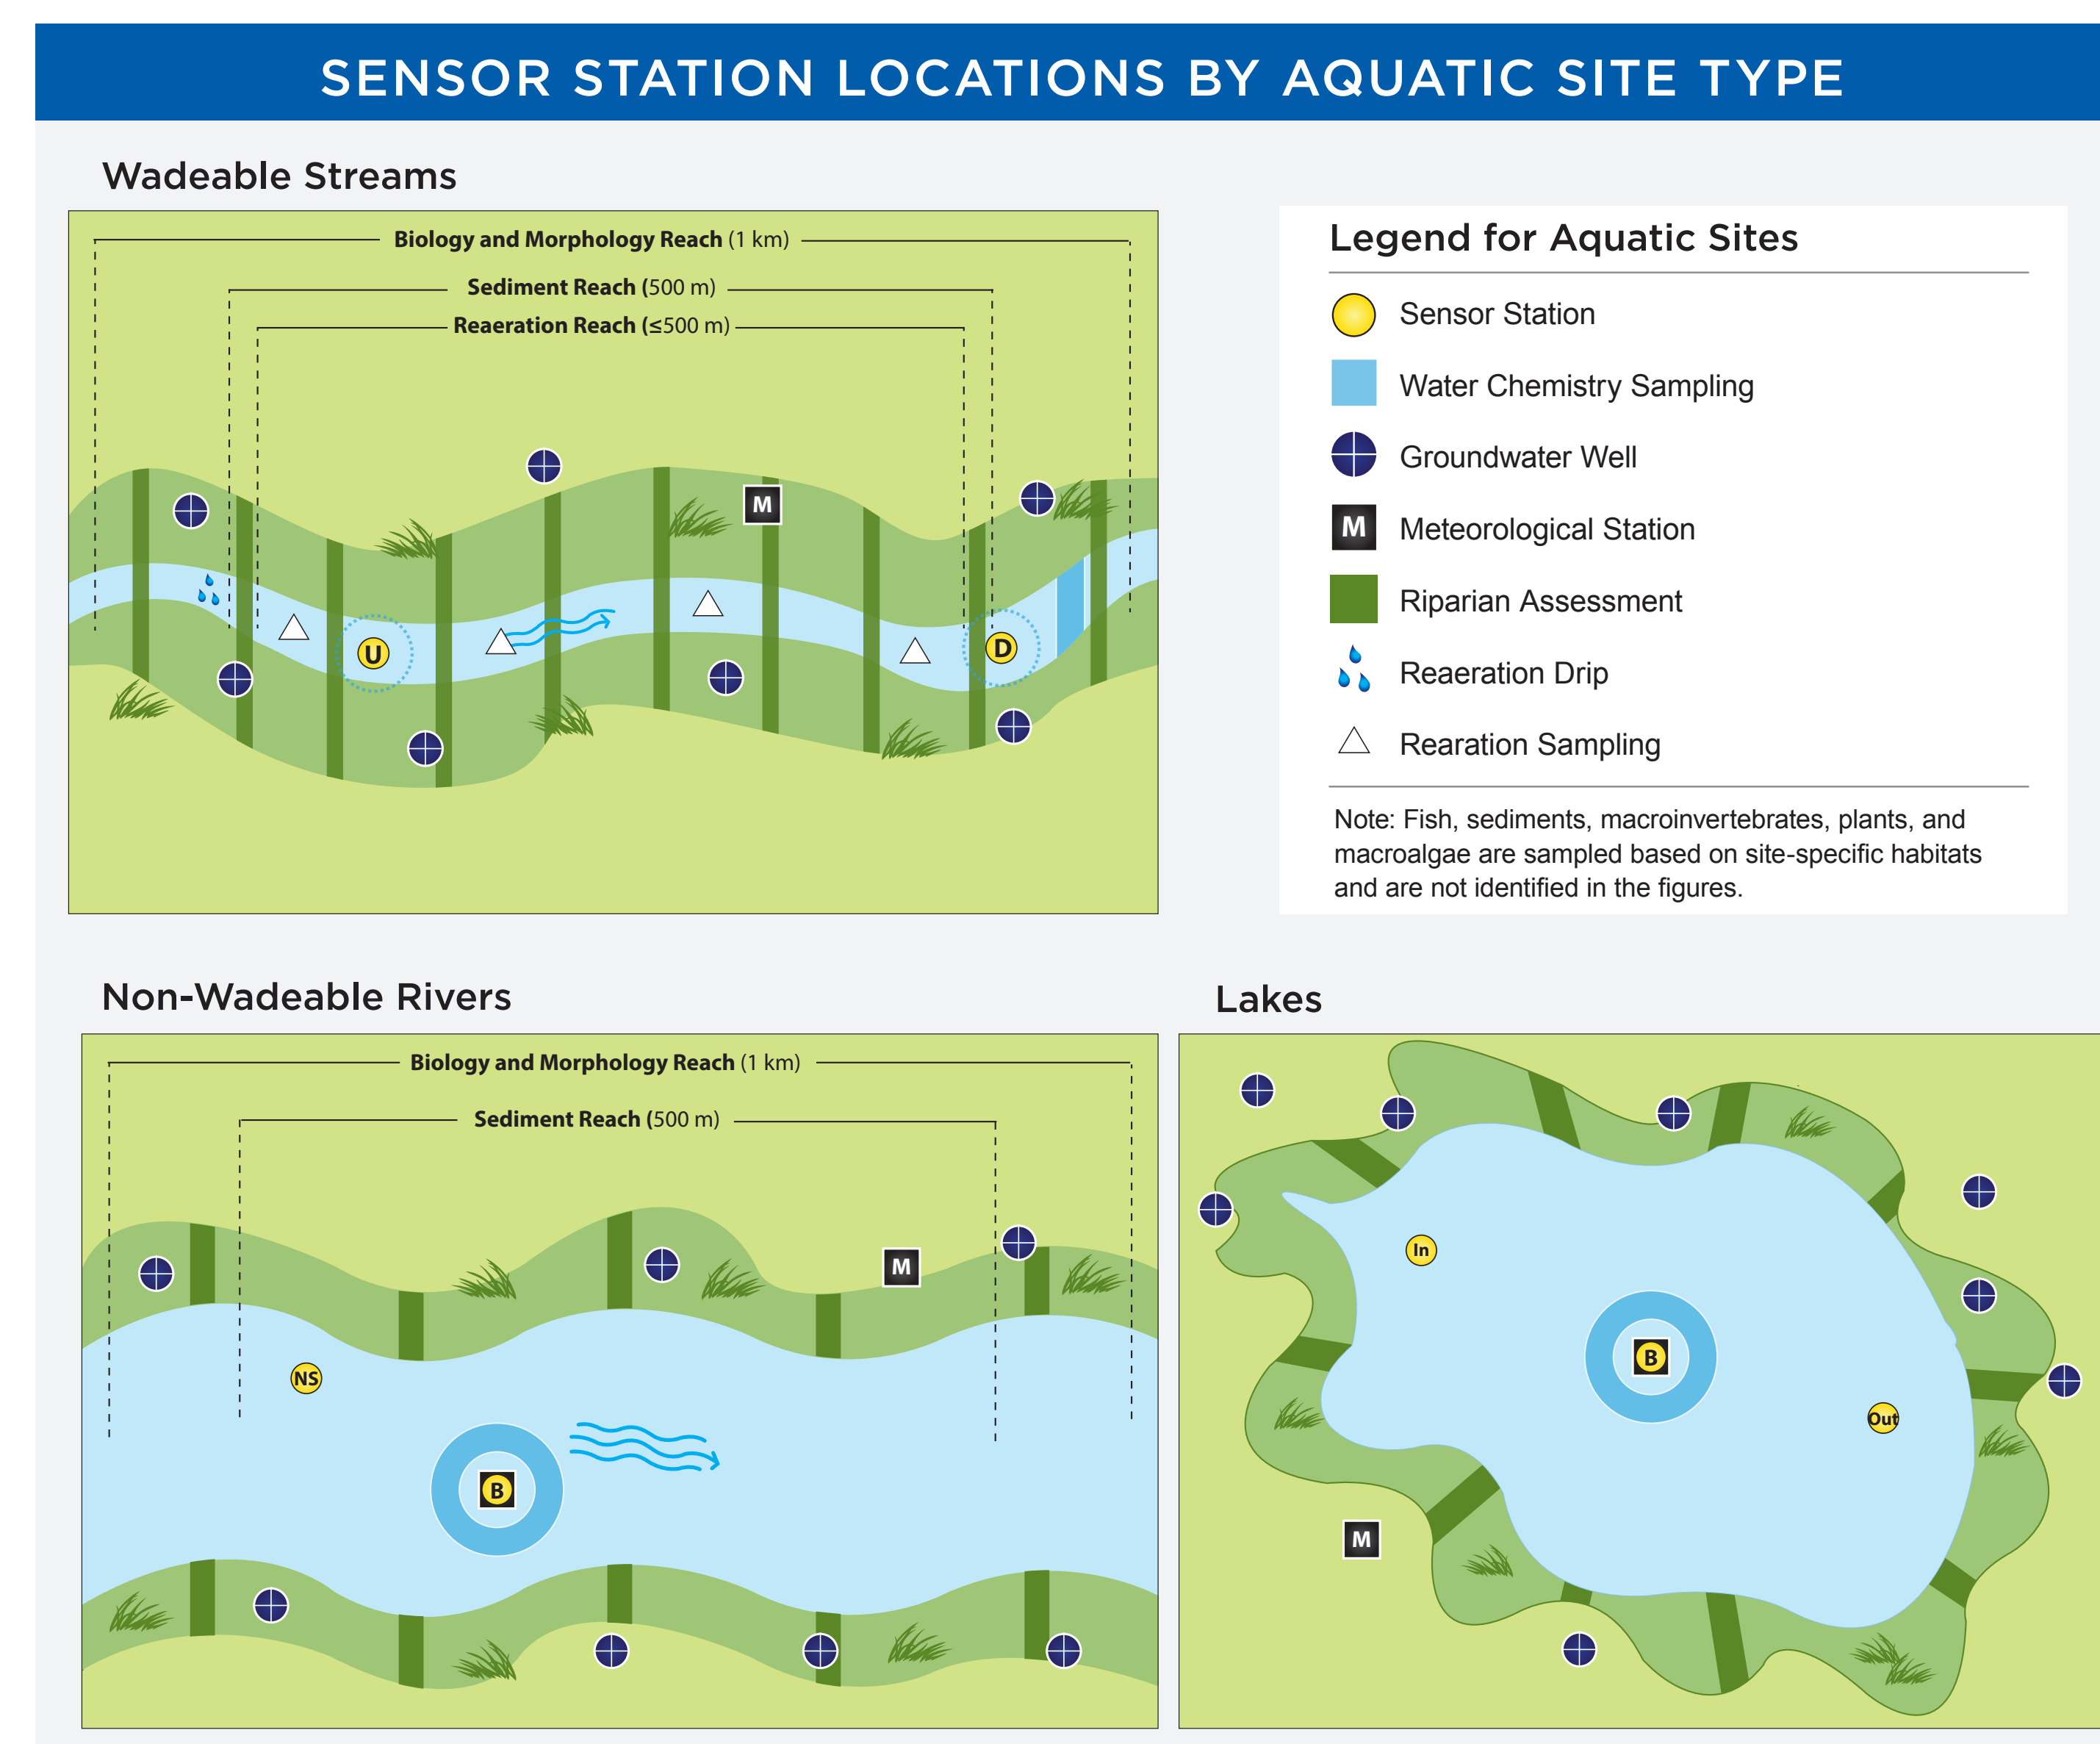 SENSOR STATION LOCATIONS BY AQUATIC SITE TYPE
Wadeable Streams
Biology and Morphology Reach (1 km)
Sediment Reach (500 m)
Reaeration Reach (≤500 m)
M
U
D
Legend for Aquatic Sites
Sensor Station
Water Chemistry Sampling
Groundwater Well
M Meteorological Station
Riparian Assessment
Reaeration Drip
Rearation Sampling
Note: Fish, sediments, macroinvertebrates, plants, and
macroalgae are sampled based on site-specific habitats
and are not identified in the figures.
Non-Wadeable Rivers
Biology and Morphology Reach (1 km)
Sediment Reach (500 m)
M
NS
B
Lakes
In
B
Out
M